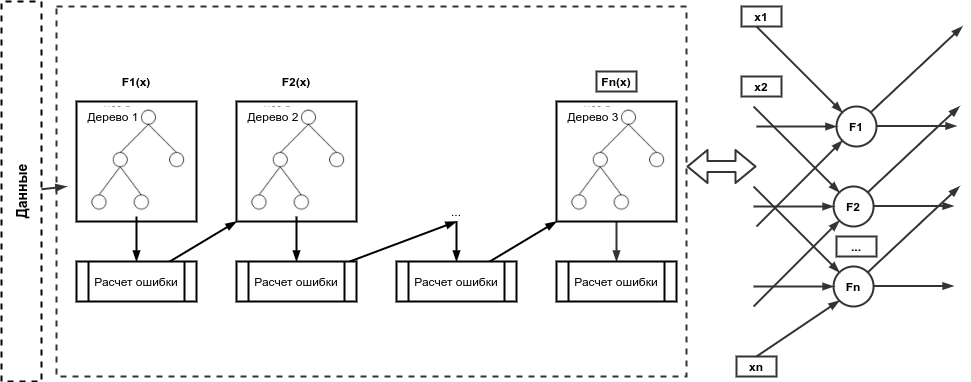 Данные
F1(x)
F2(x)
Fn(x)
Дерево 1
Дерево 2
Дерево 3
...
Расчет ошибки
Расчет ошибки
Расчет ошибки
Расчет ошибки
x1
x2
F1
F2
...
Fn
xn